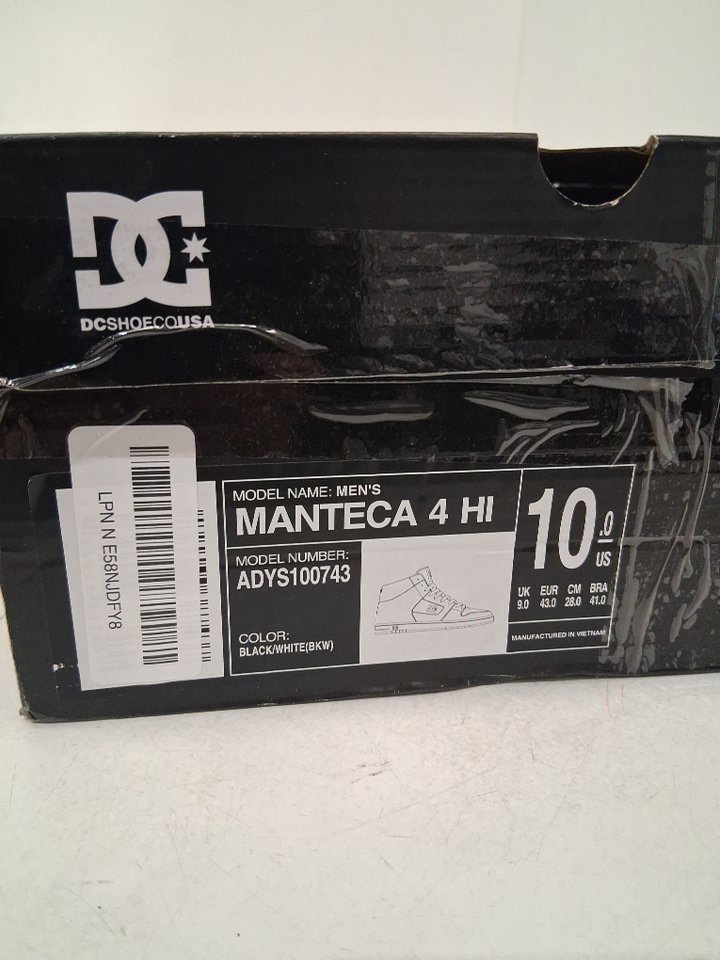 DC
DCSHOECOUSA
LPN N E58NJDFY8
MODEL NAME: MEN'S
MANTECA 4 HI
MODEL NUMBER:
ADYS100743
COLOR:
BLACK/WHITE(BKW)
10.0
US
UK EUR CM BRA
9.0 43.0 28.0 41.0
MANUFACTURED IN VIETNAM